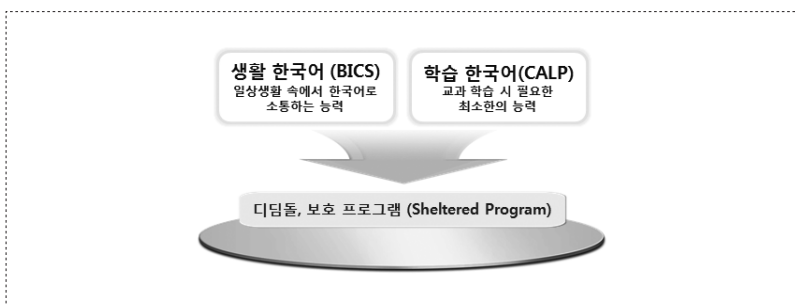 생활 한국어 (BICS)
일상생활 속에서 한국어로
소통하는 능력
학습 한국어(CALP)
교과 학습 시 필요한
최소한의 능력
디딤돌, 보호 프로그램 (Sheltered Program)